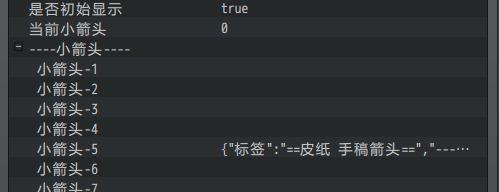 是否初始显示 true
当前小箭头 0
----小箭头----
小箭头-1
小箭头-2
小箭头-3
小箭头-4
小箭头-5 {"标签":"==皮纸 手稿箭头==","---…
小箭头-6
小箭头-7